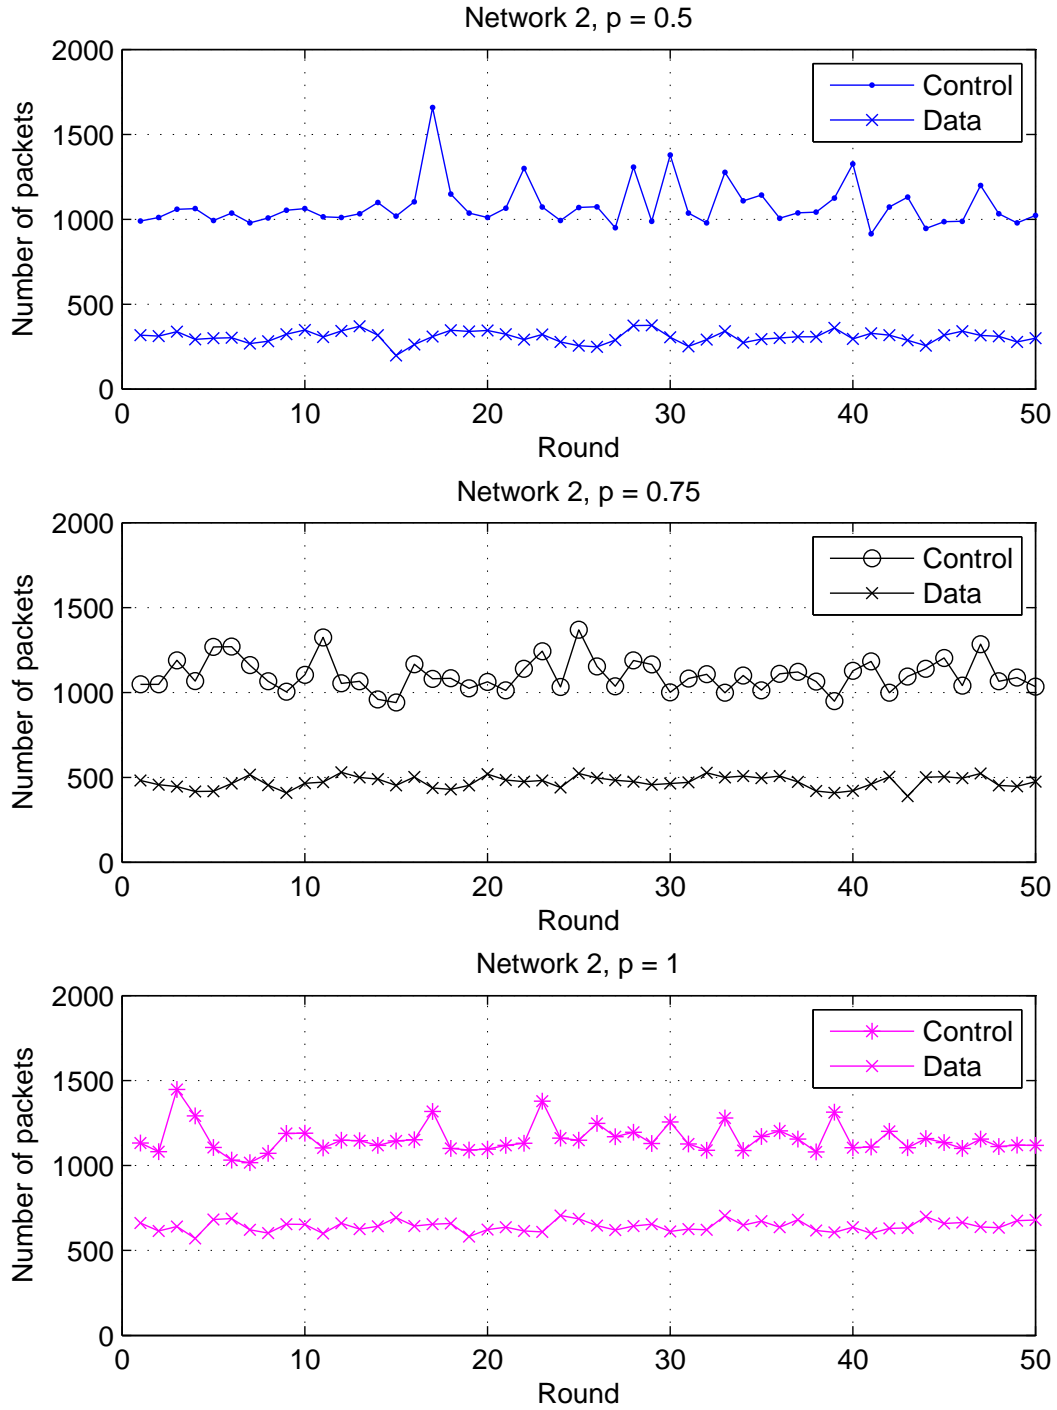 Network 2, p = 0.5
Number of packets
2000
1500
1000
500
0
Control
Data
0 10 20 30 40 50
Round
Network 2, p = 0.75
Number of packets
2000
1500
1000
500
0
Control
Data
0 10 20 30 40 50
Round
Network 2, p = 1
Number of packets
2000
1500
1000
500
0
Control
Data
0 10 20 30 40 50
Round